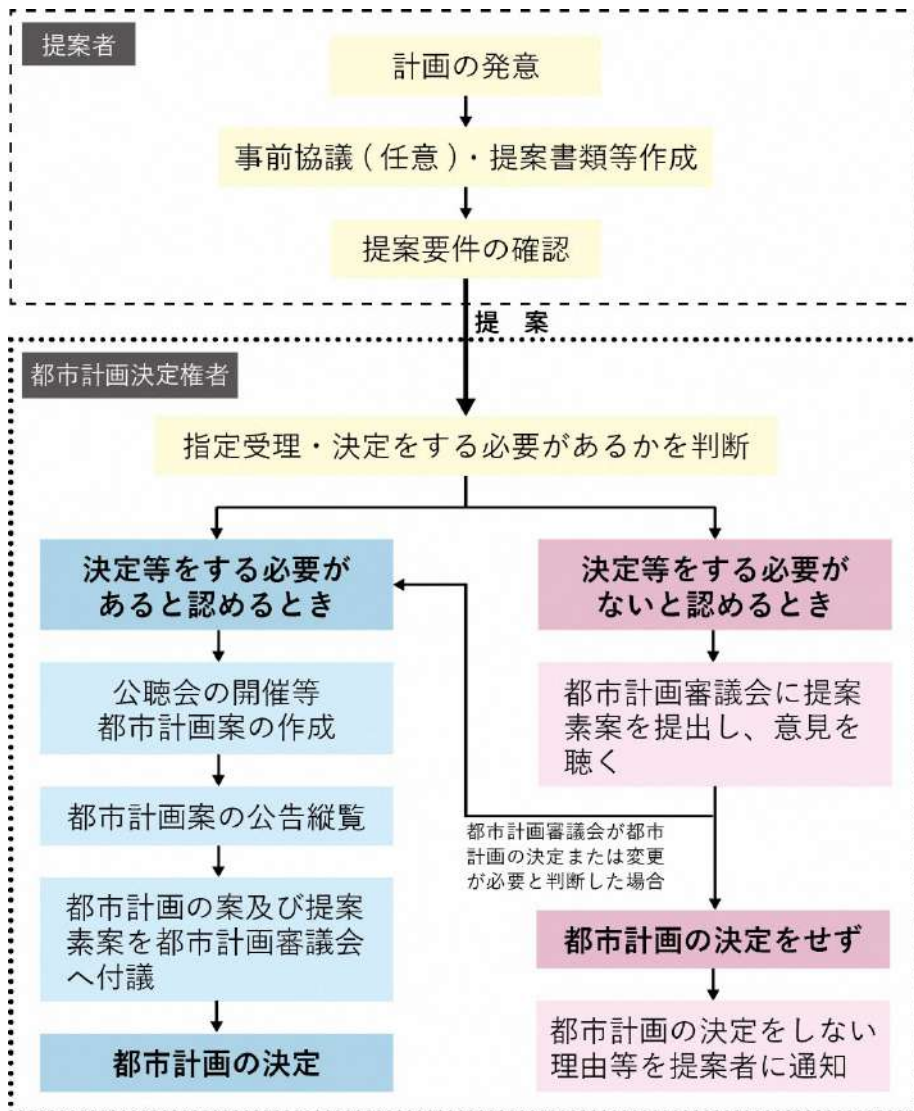 提案者
計画の発意
事前協議(任意)・提案書類等作成
提案要件の確認
提 案
都市計画決定権者
指定受理・決定をする必要があるかを判断
決定等をする必要が
あると認めるとき
公聴会の開催等
都市計画案の作成
都市計画案の公告縦覧
都市計画の案及び提案
素案を都市計画審議会
へ付議
都市計画の決定
決定等をする必要が
ないと認めるとき
都市計画審議会に提案
素案を提出し、意見を
聴く
都市計画審議会が都市
計画の決定または変更
が必要と判断した場合
都市計画の決定をせず
都市計画の決定をしない
理由等を提案者に通知